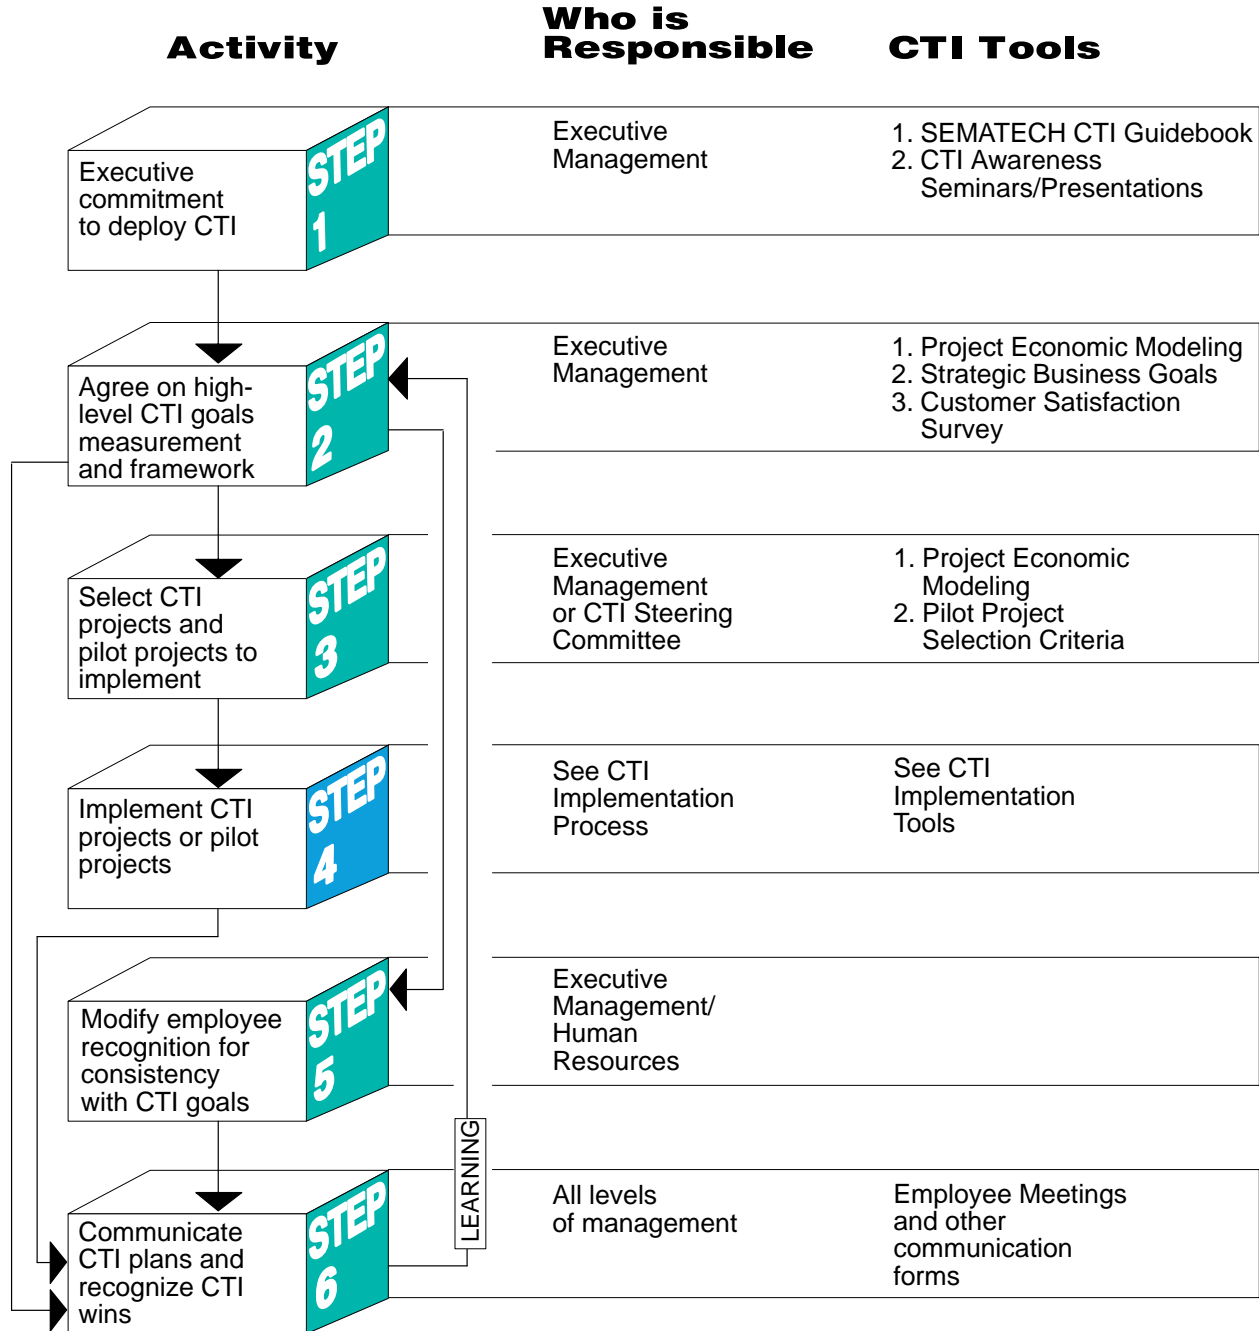 Activity
Who is
Responsible
CTI Tools
Executive
commitment
to deploy CTI
STEP
1
Executive
Management
1. SEMATECH CTI Guidebook
2. CTI Awareness
Seminars/Presentations
Agree on high-
level CTI goals
measurement
and framework
STEP
2
Executive
Management
1. Project Economic Modeling
2. Strategic Business Goals
3. Customer Satisfaction
Survey
Select CTI
projects and
pilot projects to
implement
STEP
3
Executive
Management
or CTI Steering
Committee
1. Project Economic
Modeling
2. Pilot Project
Selection Criteria
Implement CTI
projects or pilot
projects
STEP
4
See CTI
Implementation
Process
See CTI
Implementation
Tools
Modify employee
recognition for
consistency
with CTI goals
STEP
5
Executive
Management/
Human
Resources
LEARNING
Communicate
CTI plans and
recognize CTI
wins
STEP
6
All levels
of management
Employee Meetings
and other
communication
forms